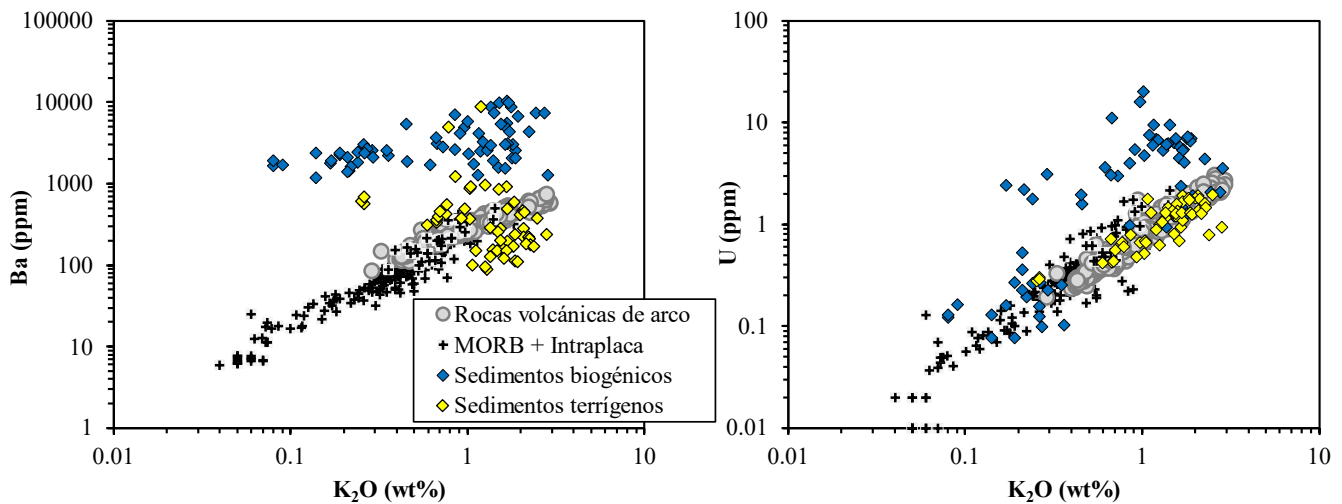 100000
10000
1000
100
10
1
Ba (ppm)
0.01
0.1
1
10
K₂O (wt%)
Rocas volcánicas de arco
MORB + Intraplaca
Sedimentos biogénicos
Sedimentos terrígenos
100
10
1
0.1
0.01
U (ppm)
0.01
0.1
1
10
K₂O (wt%)